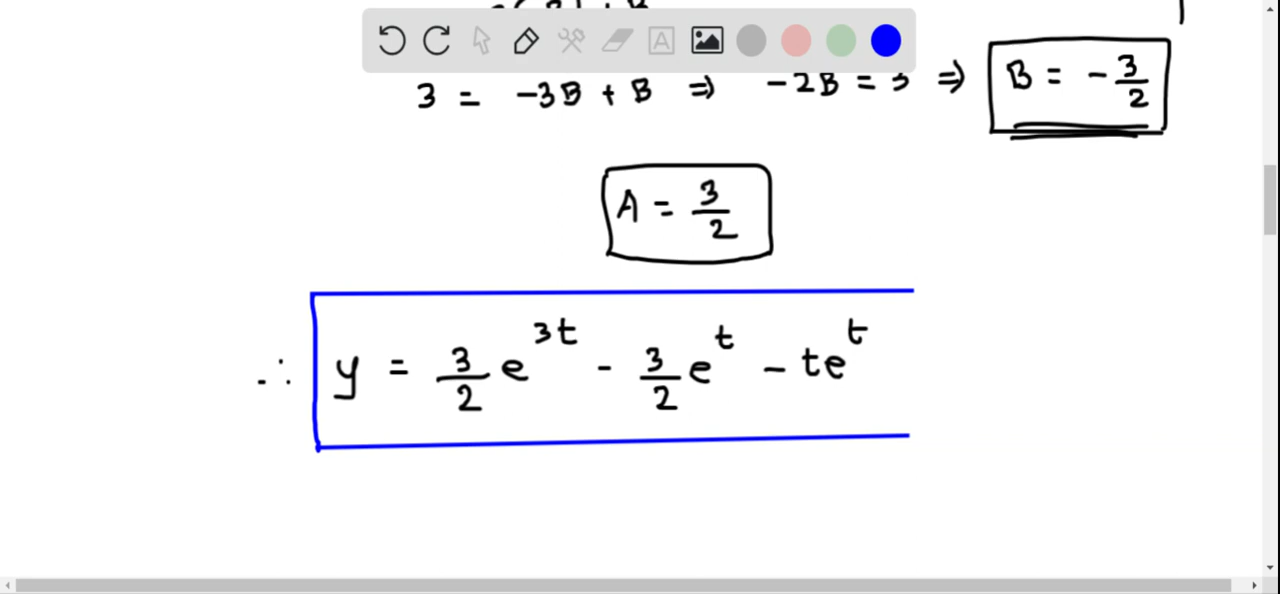 3 = -3B + B ⇒ -2B = 3 ⇒ B = -3/2
A = 3/2
∴ y = 3/2 e^{3t} - 3/2 e^{t} - te^{t}